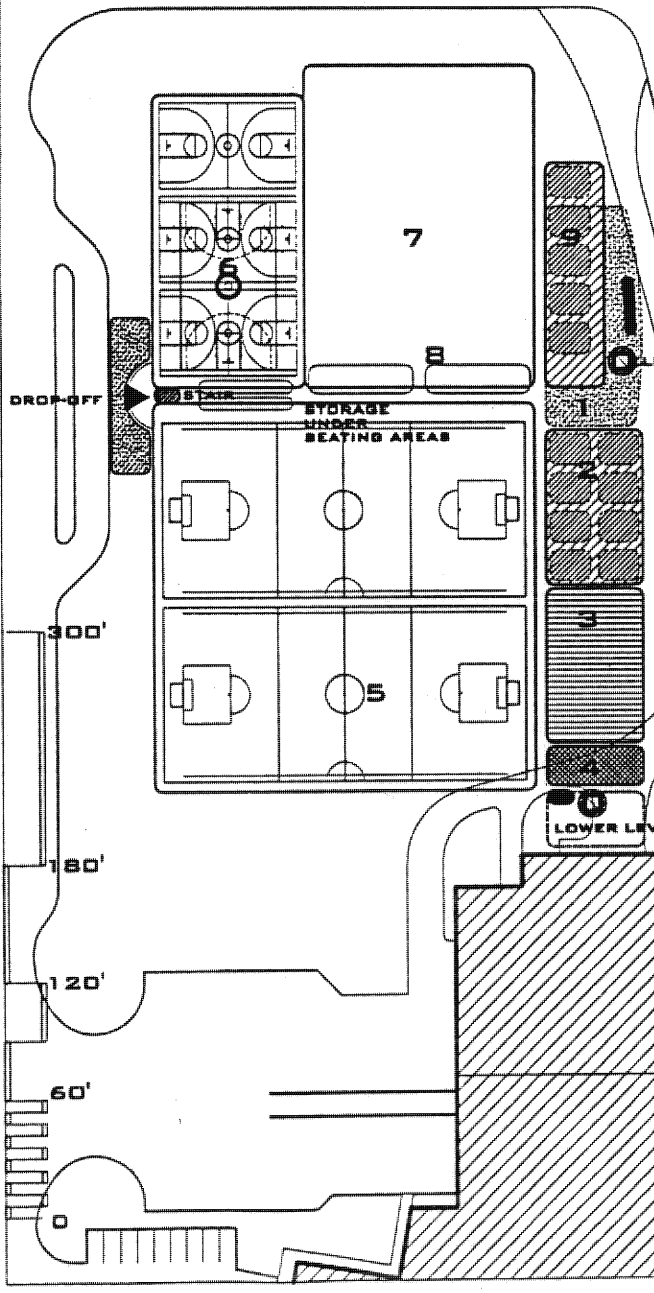 7
9
6
8
DROP-OFF
STAIR
1
STORAGE
UNDER
SEATING AREAS
2
3
300'
5
4
LOWER LEV
180'
120'
60'
0